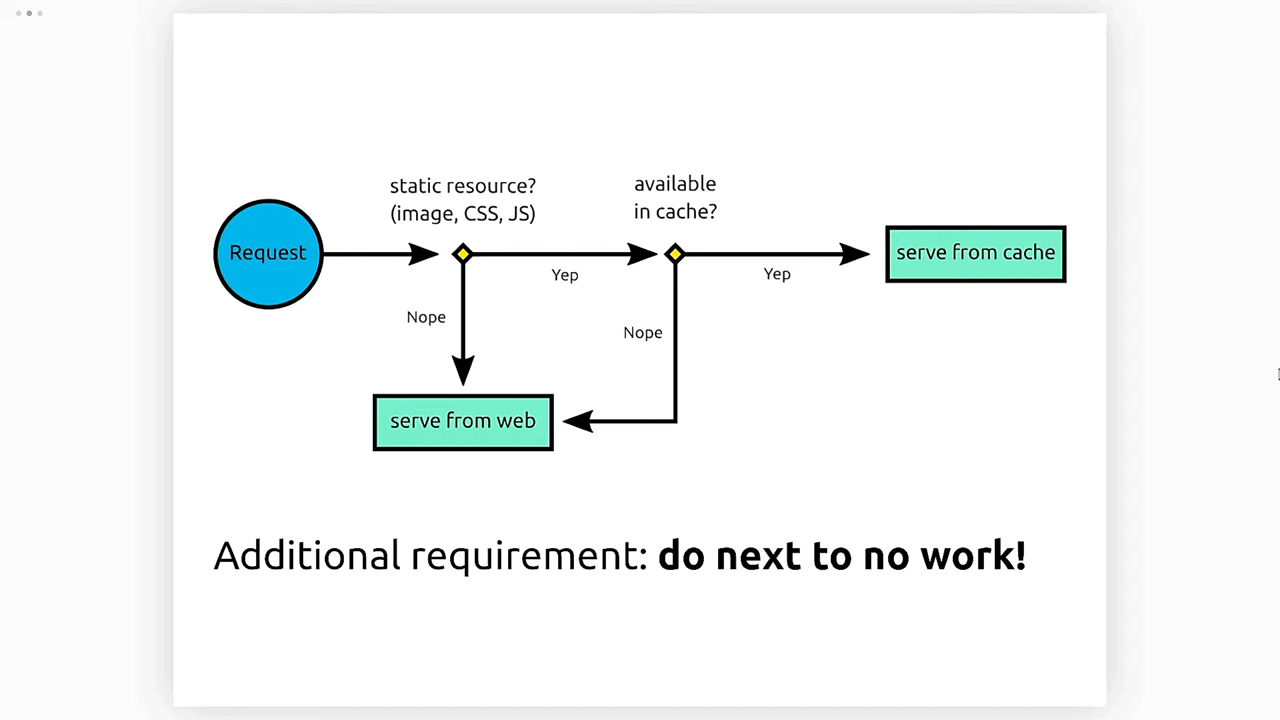 static resource?
(image, CSS, JS)
available
in cache?
Request
Yep
Yep
serve from cache
Nope
Nope
serve from web
Additional requirement: do next to no work!